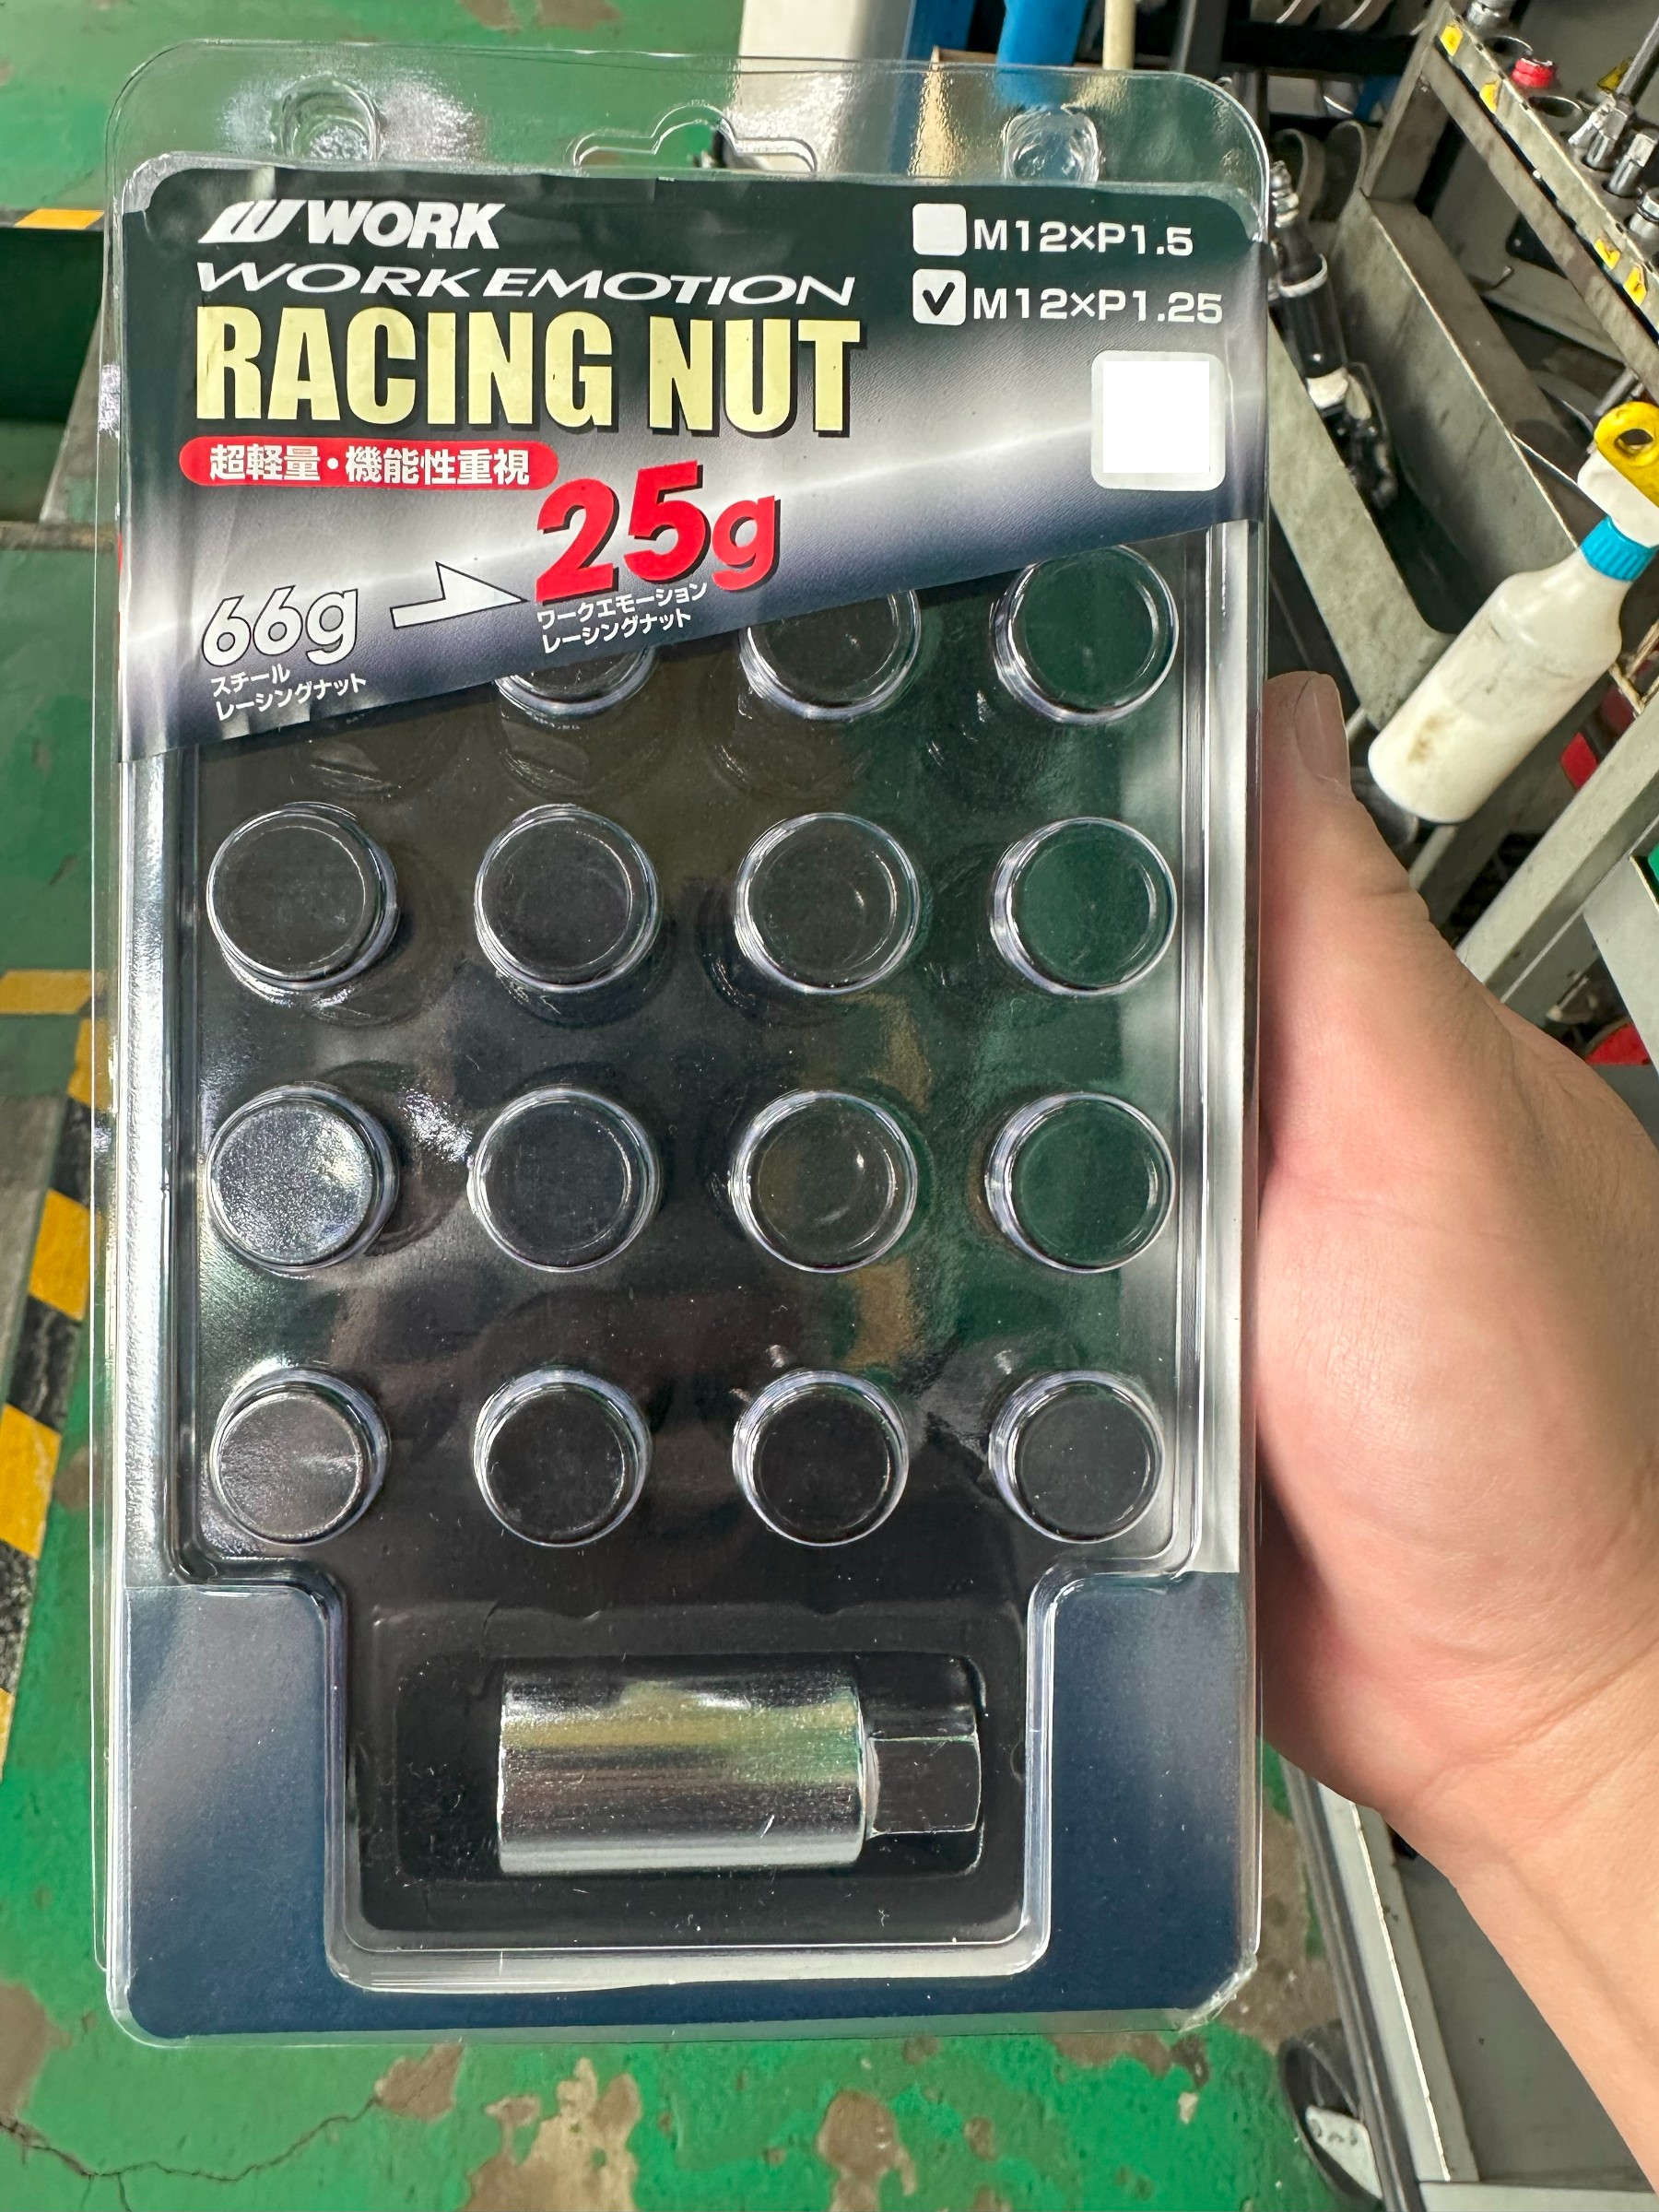 WORK
WORK EMOTION
RACING NUT
M12×P1.5
M12×P1.25
超軽量・機能性重視
66g
スチール
レーシングナット
25g
ワークエモーション
レーシングナット